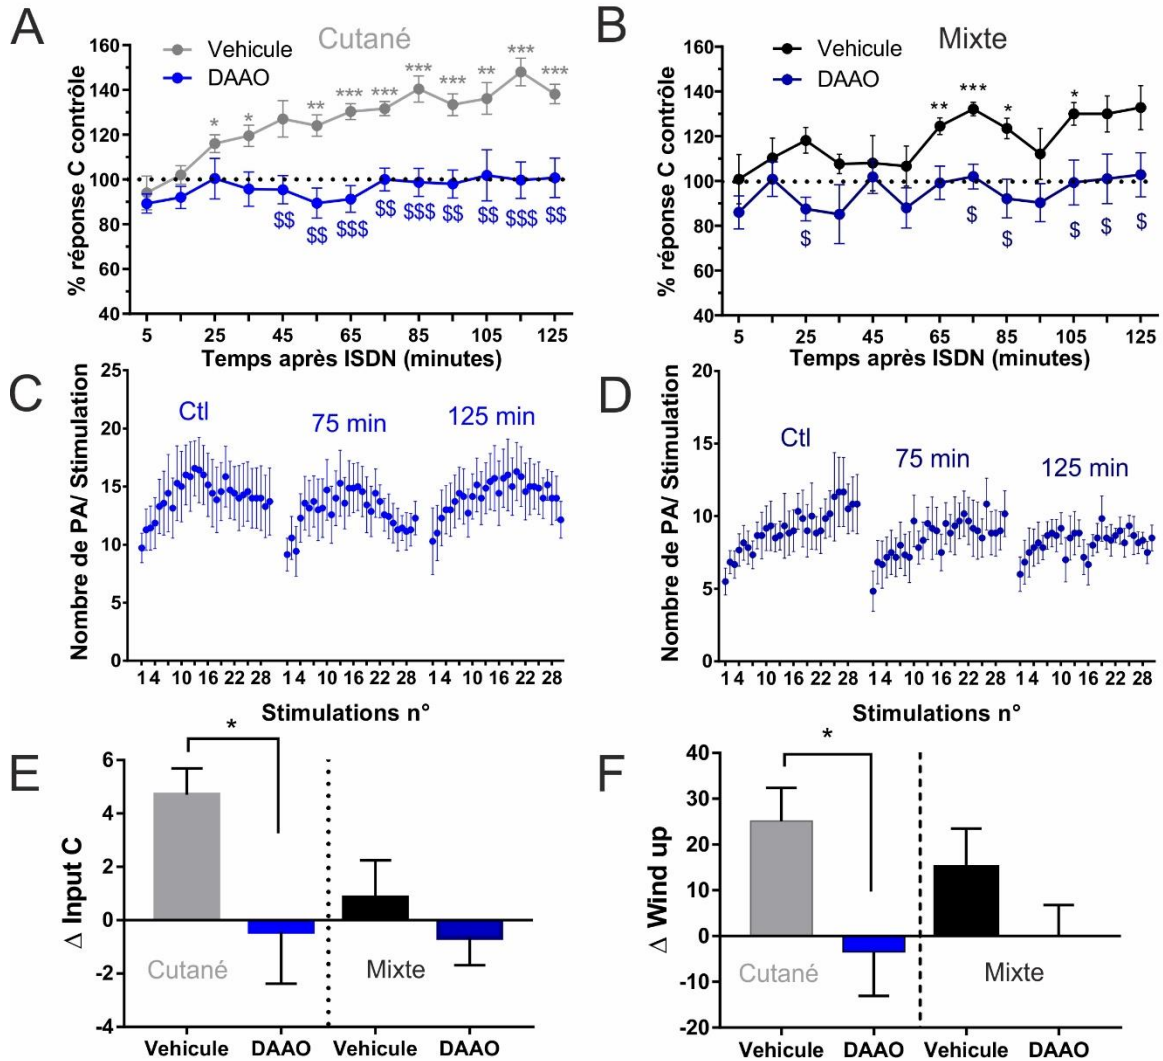 A
Vehicule
DAAO
Cutané
% réponse C contrôle
160
140
120
100
80
60
40
* * ** *** *** *** *** ** *** ***
$$ $$ $$$ $$ $$$ $$ $$ $$$ $$
5 25 45 65 85 105 125
Temps après ISDN (minutes)
B
Vehicule
DAAO
Mixte
% réponse C contrôle
160
140
120
100
80
60
40
** *** * *
$ $ $ $ $ $
5 25 45 65 85 105 125
Temps après ISDN (minutes)
C
Nombre de PA/ Stimulation
25
20
15
10
5
0
Ctl
75 min
125 min
1 4 10 16 22 28 1 4 10 16 22 28 1 4 10 16 22 28
Stimulations n°
D
Nombre de PA/ Stimulation
20
15
10
5
0
Ctl
75 min
125 min
1 4 10 16 22 28 1 4 10 16 22 28 1 4 10 16 22 28
Stimulations n°
E
Δ Input C
6
4
2
0
-2
-4
*
Cutané
Mixte
Vehicule DAAO Vehicule DAAO
F
Δ Wind up
40
30
20
10
0
-10
-20
*
Cutané
Mixte
Vehicule DAAO Vehicule DAAO